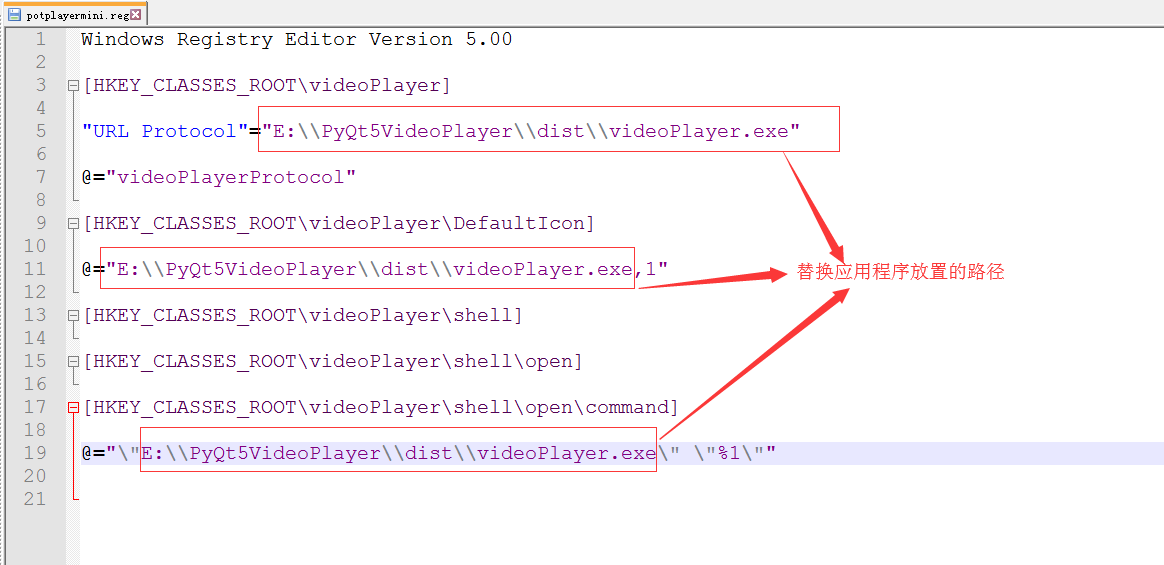 potplayermini.reg
1 Windows Registry Editor Version 5.00
2
3 [HKEY_CLASSES_ROOT\videoPlayer]
4
5 "URL Protocol"="E:\\PyQt5VideoPlayer\\dist\\videoPlayer.exe"
6
7 @="videoPlayerProtocol"
8
9 [HKEY_CLASSES_ROOT\videoPlayer\DefaultIcon]
10
11 @="E:\\PyQt5VideoPlayer\\dist\\videoPlayer.exe,1"
替换应用程序放置的路径
12
13 [HKEY_CLASSES_ROOT\videoPlayer\shell]
14
15 [HKEY_CLASSES_ROOT\videoPlayer\shell\open]
16
17 [HKEY_CLASSES_ROOT\videoPlayer\shell\open\command]
18
19 @="\"E:\\PyQt5VideoPlayer\\dist\\videoPlayer.exe\" \"%1\""
20
21